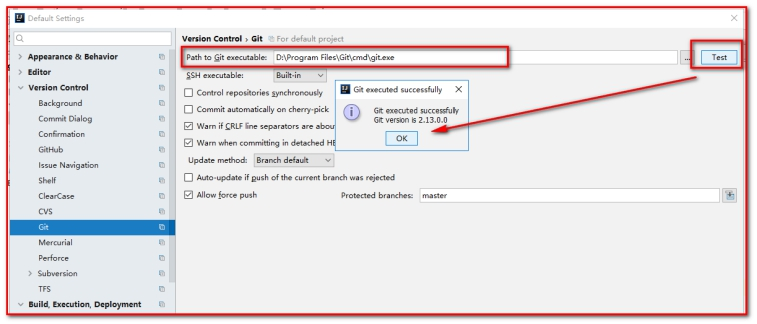 Default Settings
Version Control › Git For default project
Appearance & Behavior
Path to Git executable: D:\Program Files\Git\cmd\git.exe ... Test
Editor
SSH executable: Built-in
Version Control
Control repositories synchronously
Git executed successfully
Background
Commit automatically on cherry-pick
Git executed successfully
Git version is 2.13.0.0
Commit Dialog
Warn if CRLF line separators are abou
OK
Confirmation
Warn when committing in detached HE
GitHub
Update method: Branch default
Issue Navigation
Auto-update if push of the current branch was rejected
Shelf
Allow force push Protected branches: master
ClearCase
CVS
Git
Mercurial
Perforce
Subversion
TFS
Build, Execution, Deployment